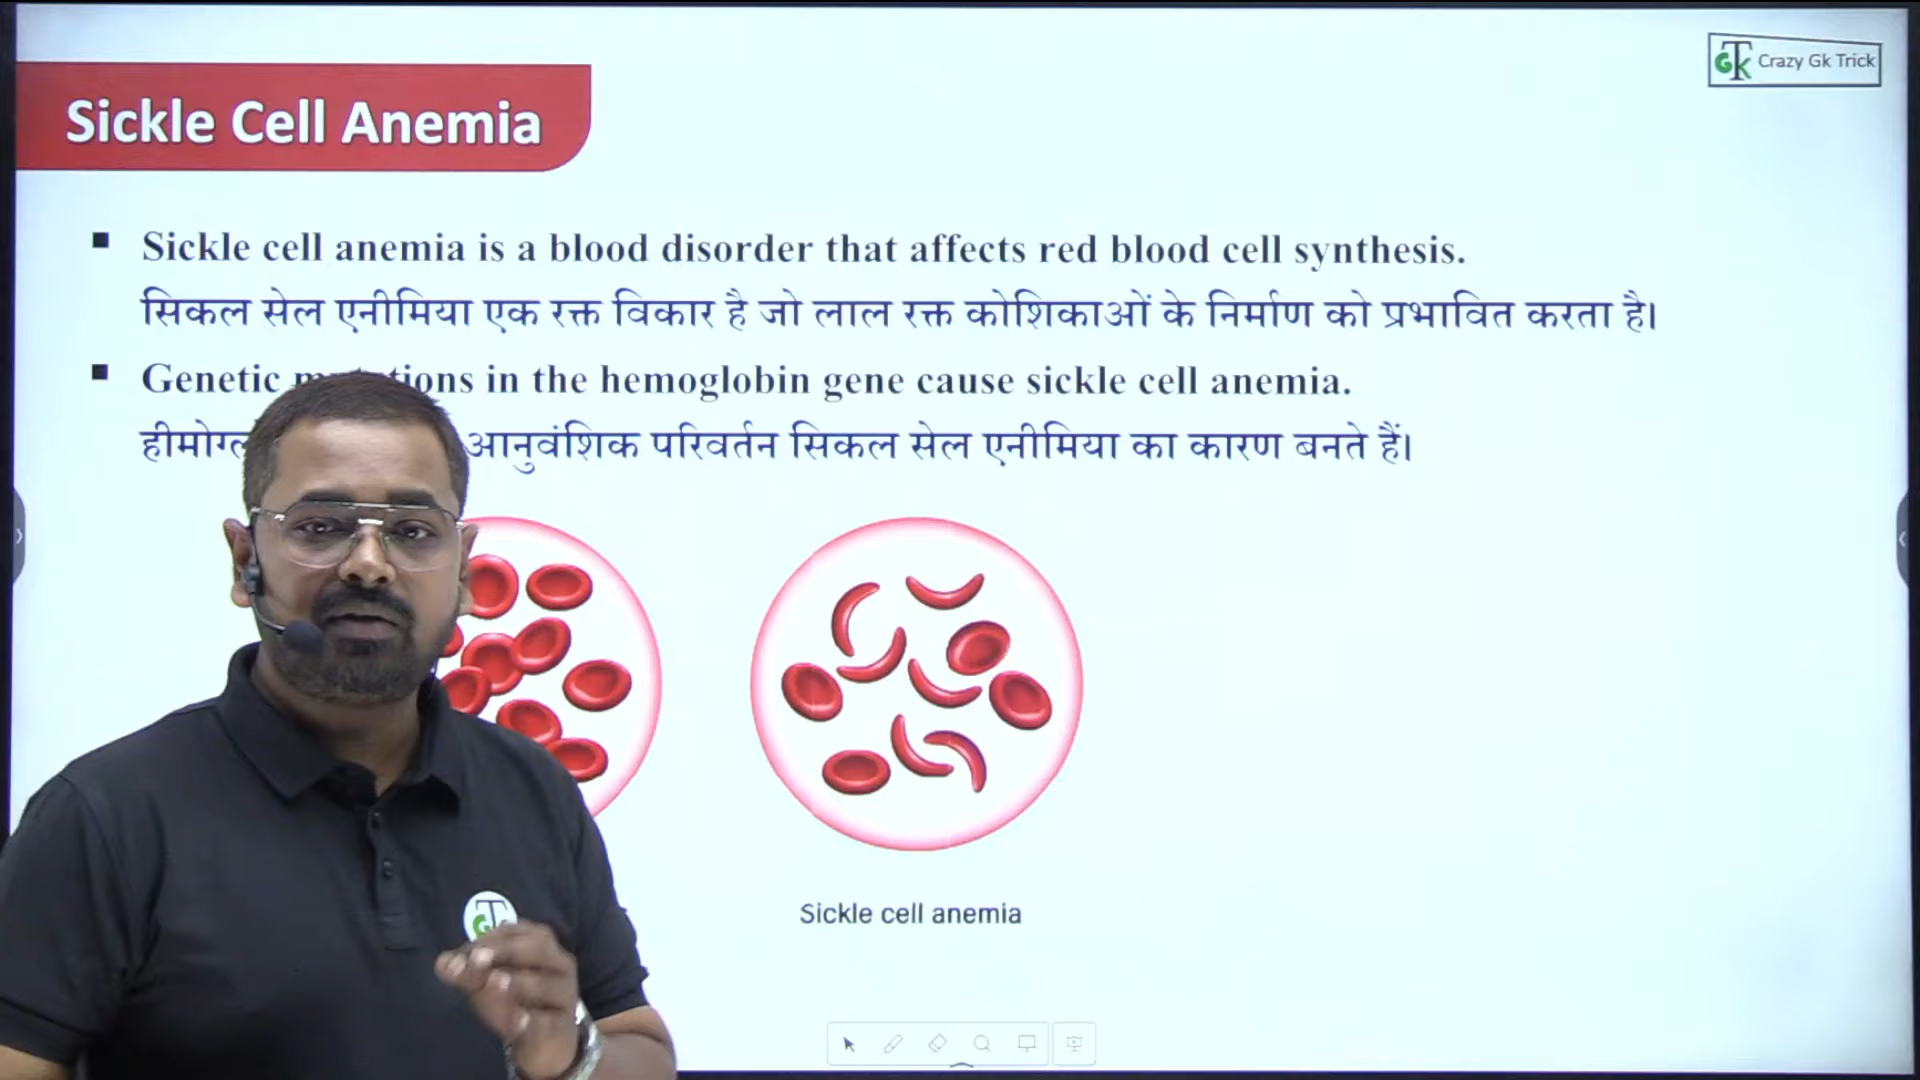 GTK Crazy Gk Trick
Sickle Cell Anemia
Sickle cell anemia is a blood disorder that affects red blood cell synthesis.
सिकल सेल एनीमिया एक रक्त विकार है जो लाल रक्त कोशिकाओं के निर्माण को प्रभावित करता है।
Genetic in the hemoglobin gene cause sickle cell anemia.
आनुवंशिक परिवर्तन सिकल सेल एनीमिया का कारण बनते हैं।
Sickle cell anemia